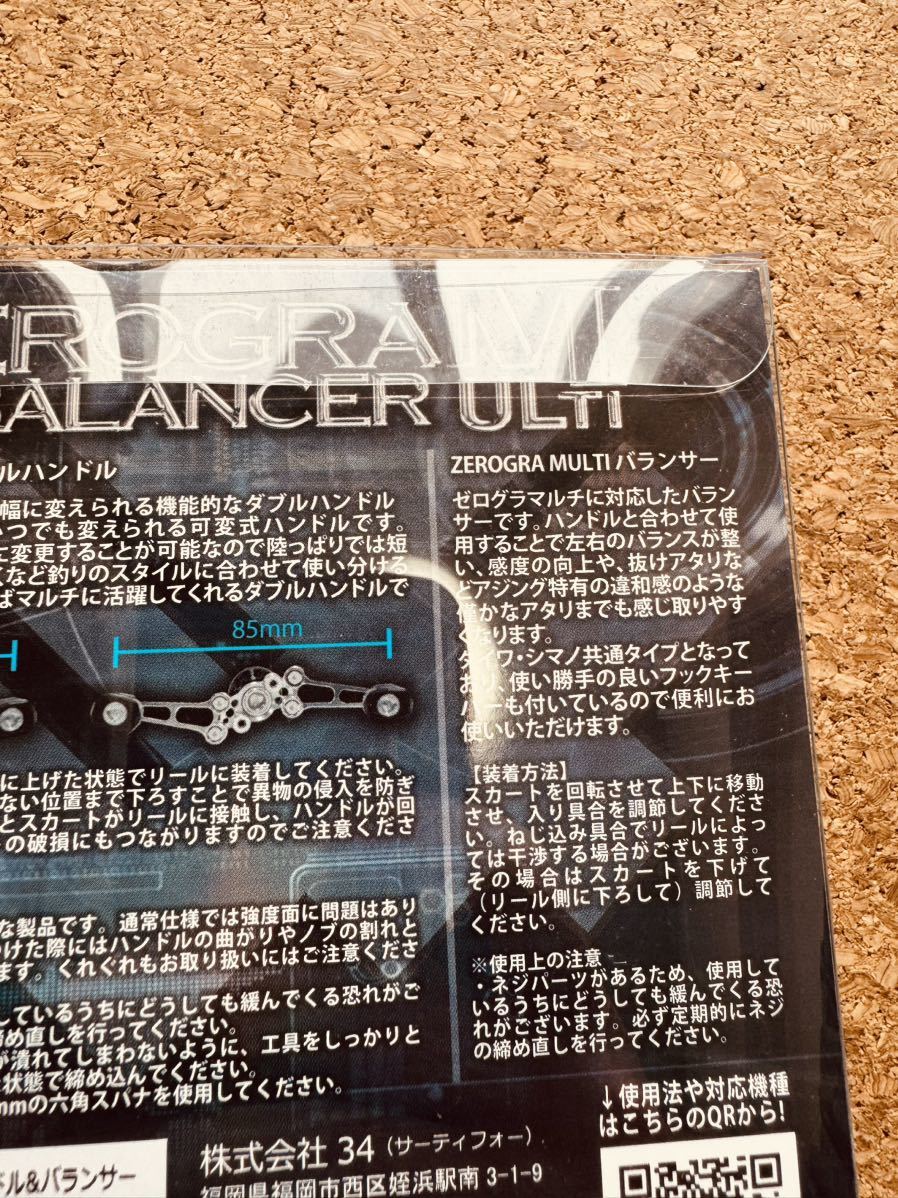 EROGRAM
BALANCER ULTi
ルハンドル
幅に変えられる機能的なダブルハンドル
いつでも変えられる可変式ハンドルです。
に変更することが可能なので陸っぱりでは短
くなど釣りのスタイルに合わせて使い分ける
ばマルチに活躍してくれるダブルハンドルで
85mm
に上げた状態でリールに装着してください。
ない位置まで下ろすことで異物の侵入を防ぎ
とスカートがリールに接触し、ハンドルが回
の破損にもつながりますのでご注意くださ
な製品です。通常仕様では強度面に問題はあり
つけた際にはハンドルの曲がりやノブの割れと
ます。くれぐれもお取り扱いにはご注意くださ
しているうちにどうしても緩んでくる恐れがご
締め直しを行ってください。
が潰れてしまわないように、工具をしっかりと
状態で締め込んでください。
mmの六角スパナを使用してください。
ZEROGRA MULTI バランサー
ゼログラマルチに対応したバラン
サーです。ハンドルと合わせて使
用することで左右のバランスが整
い、感度の向上や、抜けアタリな
どアジング特有の違和感のような
僅かなアタリまでも感じ取りやす
くなります。
ダイワ・シマノ共通タイプとなって
おり、使い勝手の良いフックキー
パーも付いているので便利にお
使いいただけます。
【装着方法】
スカートを回転させて上下に移動
させ、入り具合を調節してくださ
い。ねじ込み具合でリールによっ
ては干渉する場合がございます。
その場合はスカートを下げて
（リール側に下ろして）調節して
ください。
※使用上の注意
・ネジパーツがあるため、使用して
いるうちにどうしても緩んでくる恐
れがございます。必ず定期的にネジ
の締め直しを行ってください。
↓使用法や対応機種
はこちらのQRから!
ドル&バランサー
株式会社 34（サーティフォー）
福岡県福岡市西区姪浜駅南 3-1-9